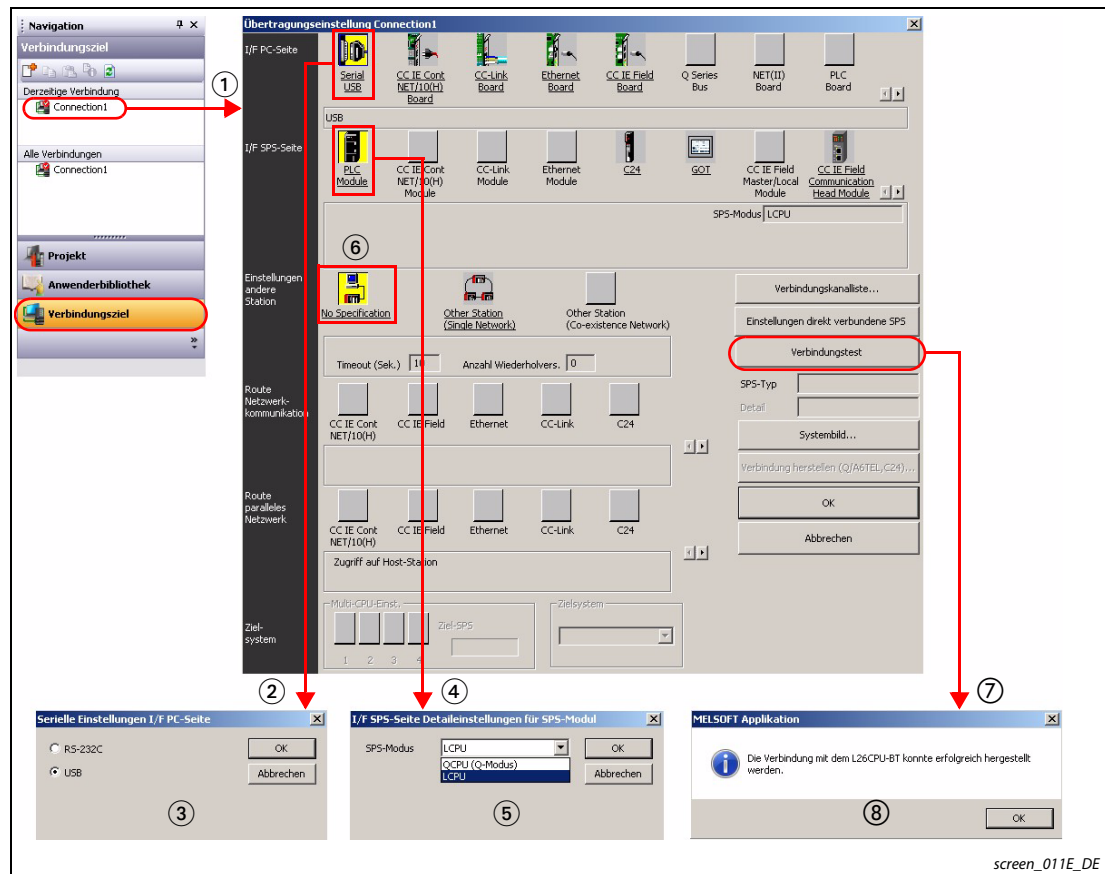 Navigation
Verbindungsziel
Derzeitige Verbindung
Connection1
Alle Verbindungen
Connection1
Projekt
Anwenderbibliothek
Verbindungsziel
①
Übertragungseinstellung Connection1
I/F PC-Seite
Serial USB
CC IE Cont NET/10(H) Board
CC-Link Board
Ethernet Board
CC IE Field Board
Q Series Bus
NET(II) Board
PLC Board
USB
I/F SPS-Seite
PLC Module
CC IE Cont NET/10(H) Module
CC-Link Module
Ethernet Module
C24
GOT
CC IE Field Master/Local Module
CC IE Field Communication Head Module
SPS-Modus LCPU
⑥
Einstellungen andere Station
No Specification
Other Station (Single Network)
Other Station (Co-existence Network)
Timeout (Sek.) 10 Anzahl Wiederholvers. 0
Verbindungskanalliste...
Einstellungen direkt verbundene SPS
Verbindungstest
SPS-Typ
Detail
Systembild...
Verbindung herstellen (Q/A6TEL,C24)...
OK
Abbrechen
Route Netzwerk-kommunikation
CC IE Cont NET/10(H)
CC IE Field
Ethernet
CC-Link
C24
Route paralleles Netzwerk
CC IE Cont NET/10(H)
CC IE Field
Ethernet
CC-Link
C24
Zugriff auf Host-Station
Ziel-system
Multi-CPU-Einst.
1 2 3 4
Ziel-SPS
Zielsystem
②
④
⑦
Serielle Einstellungen I/F PC-Seite
RS-232C
USB
OK
Abbrechen
③
I/F SPS-Seite Detaileinstellungen für SPS-Modul
SPS-Modus
LCPU
QCPU (Q-Modus)
LCPU
OK
Abbrechen
⑤
MELSOFT Applikation
Die Verbindung mit dem L26CPU-BT konnte erfolgreich hergestellt
werden.
⑧
OK
screen_011E_DE